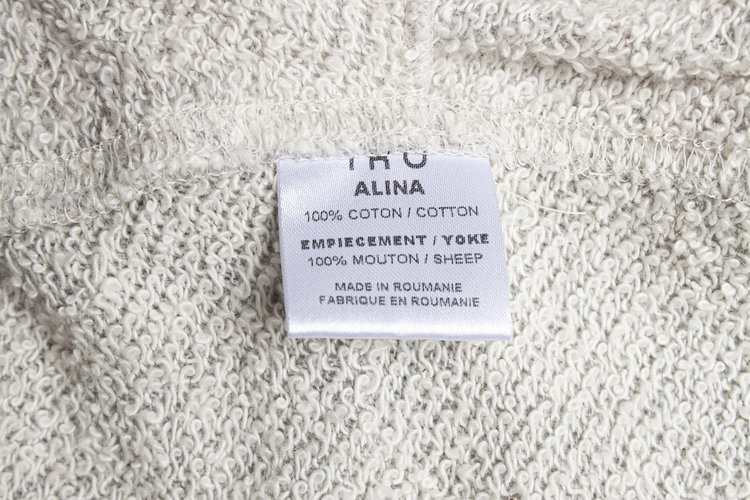 ALINA
100% COTON / COTTON
EMPIECEMENT / YOKE
100% MOUTON / SHEEP
MADE IN ROUMANIE
FABRIQUE EN ROUMANIE